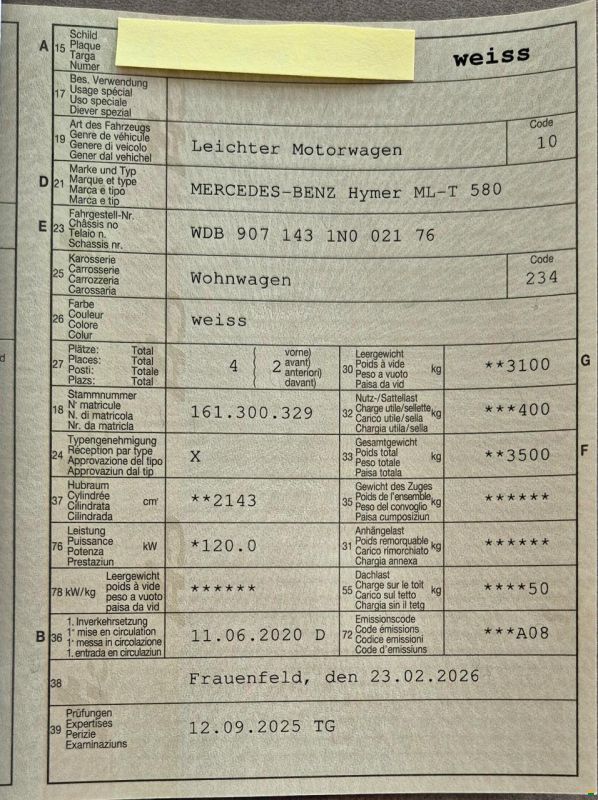 A 15 Schild
Plaque
Targa
Numer
weiss
17 Bes. Verwendung
Usage spécial
Uso speciale
Diever spezial
19 Art des Fahrzeugs
Genre de véhicule
Genere di veicolo
Gener dal vehichel
Leichter Motorwagen
Code
10
D 21 Marke und Typ
Marque et type
Marca e tipo
Marca e tip
MERCEDES-BENZ Hymer ML-T 580
E 23 Fahrgestell-Nr.
Châssis no
Telaio n.
Schassis nr.
WDB 907 143 1N0 021 76
25 Karosserie
Carrosserie
Carrozzeria
Carossaria
Wohnwagen
Code
234
26 Farbe
Couleur
Colore
Colur
weiss
27 Plätze: Total
Places: Total
Posti: Totale
Plazs: Total
4 ( 2 vorne)
( avant)
( anteriori)
( davant)
30 Leergewicht
Poids à vide
Peso a vuoto
Paisa da vid
kg
**3100
G
18 Stammnummer
N° matricule
N. di matricola
Nr. da matricla
161.300.329
32 Nutz-/Sattellast
Charge utile/sellette
Carico utile/sella
Chargia utila/sella
kg
***400
24 Typengenehmigung
Réception par type
Approvazione del tipo
Approvaziun dal tip
X
33 Gesamtgewicht
Poids total
Peso totale
Paisa totala
kg
**3500
F
37 Hubraum
Cylindrée
Cilindrata
Cilindrada
cm³
**2143
35 Gewicht des Zuges
Poids de l'ensemble
Peso del convoglio
Paisa cumposiziun
kg
******
76 Leistung
Puissance
Potenza
Prestaziun
kW
*120.0
31 Anhängelast
Poids remorquable
Carico rimorchiato
Chargia annexa
kg
******
78 kW/kg Leergewicht
poids à vide
peso a vuoto
paisa da vid
******
55 Dachlast
Charge sur le toit
Carico sul tetto
Chargia sin il tetg
kg
****50
B 36 1. Inverkehrsetzung
1e mise en circulation
1a messa in circolazione
1. entrada en circulaziun
11.06.2020 D
72 Emissionscode
Code émissions
Codice emissioni
Code d'emissiuns
***A08
38
Frauenfeld, den 23.02.2026
39 Prüfungen
Expertises
Perizie
Examinaziuns
12.09.2025 TG